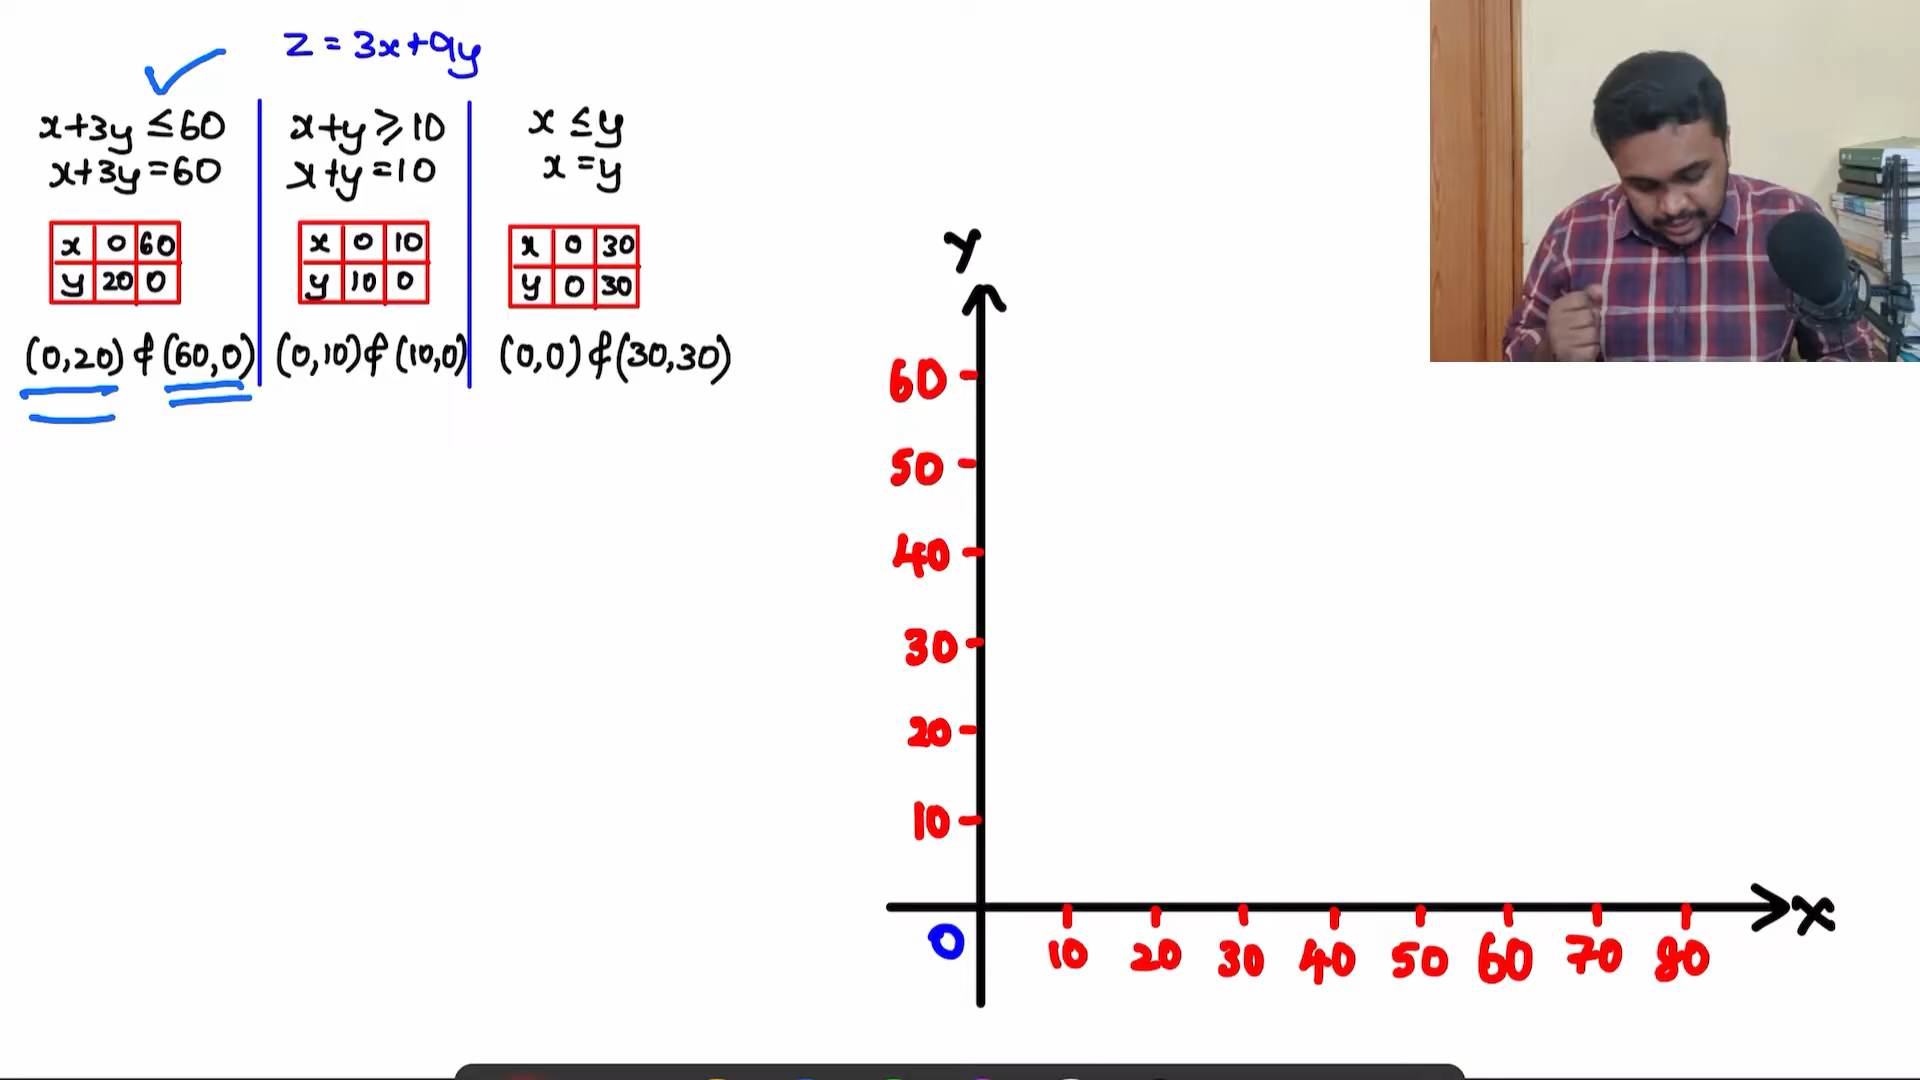 z = 3x+9y
x+3y ≤ 60
x+3y = 60
x 0 60
y 20 0
(0,20) & (60,0)
x+y ≥ 10
x+y = 10
x 0 10
y 10 0
(0,10) & (10,0)
x ≤ y
x = y
x 0 30
y 0 30
(0,0) & (30,30)
Y
60
50
40
30
20
10
0
10 20 30 40 50 60 70 80
X